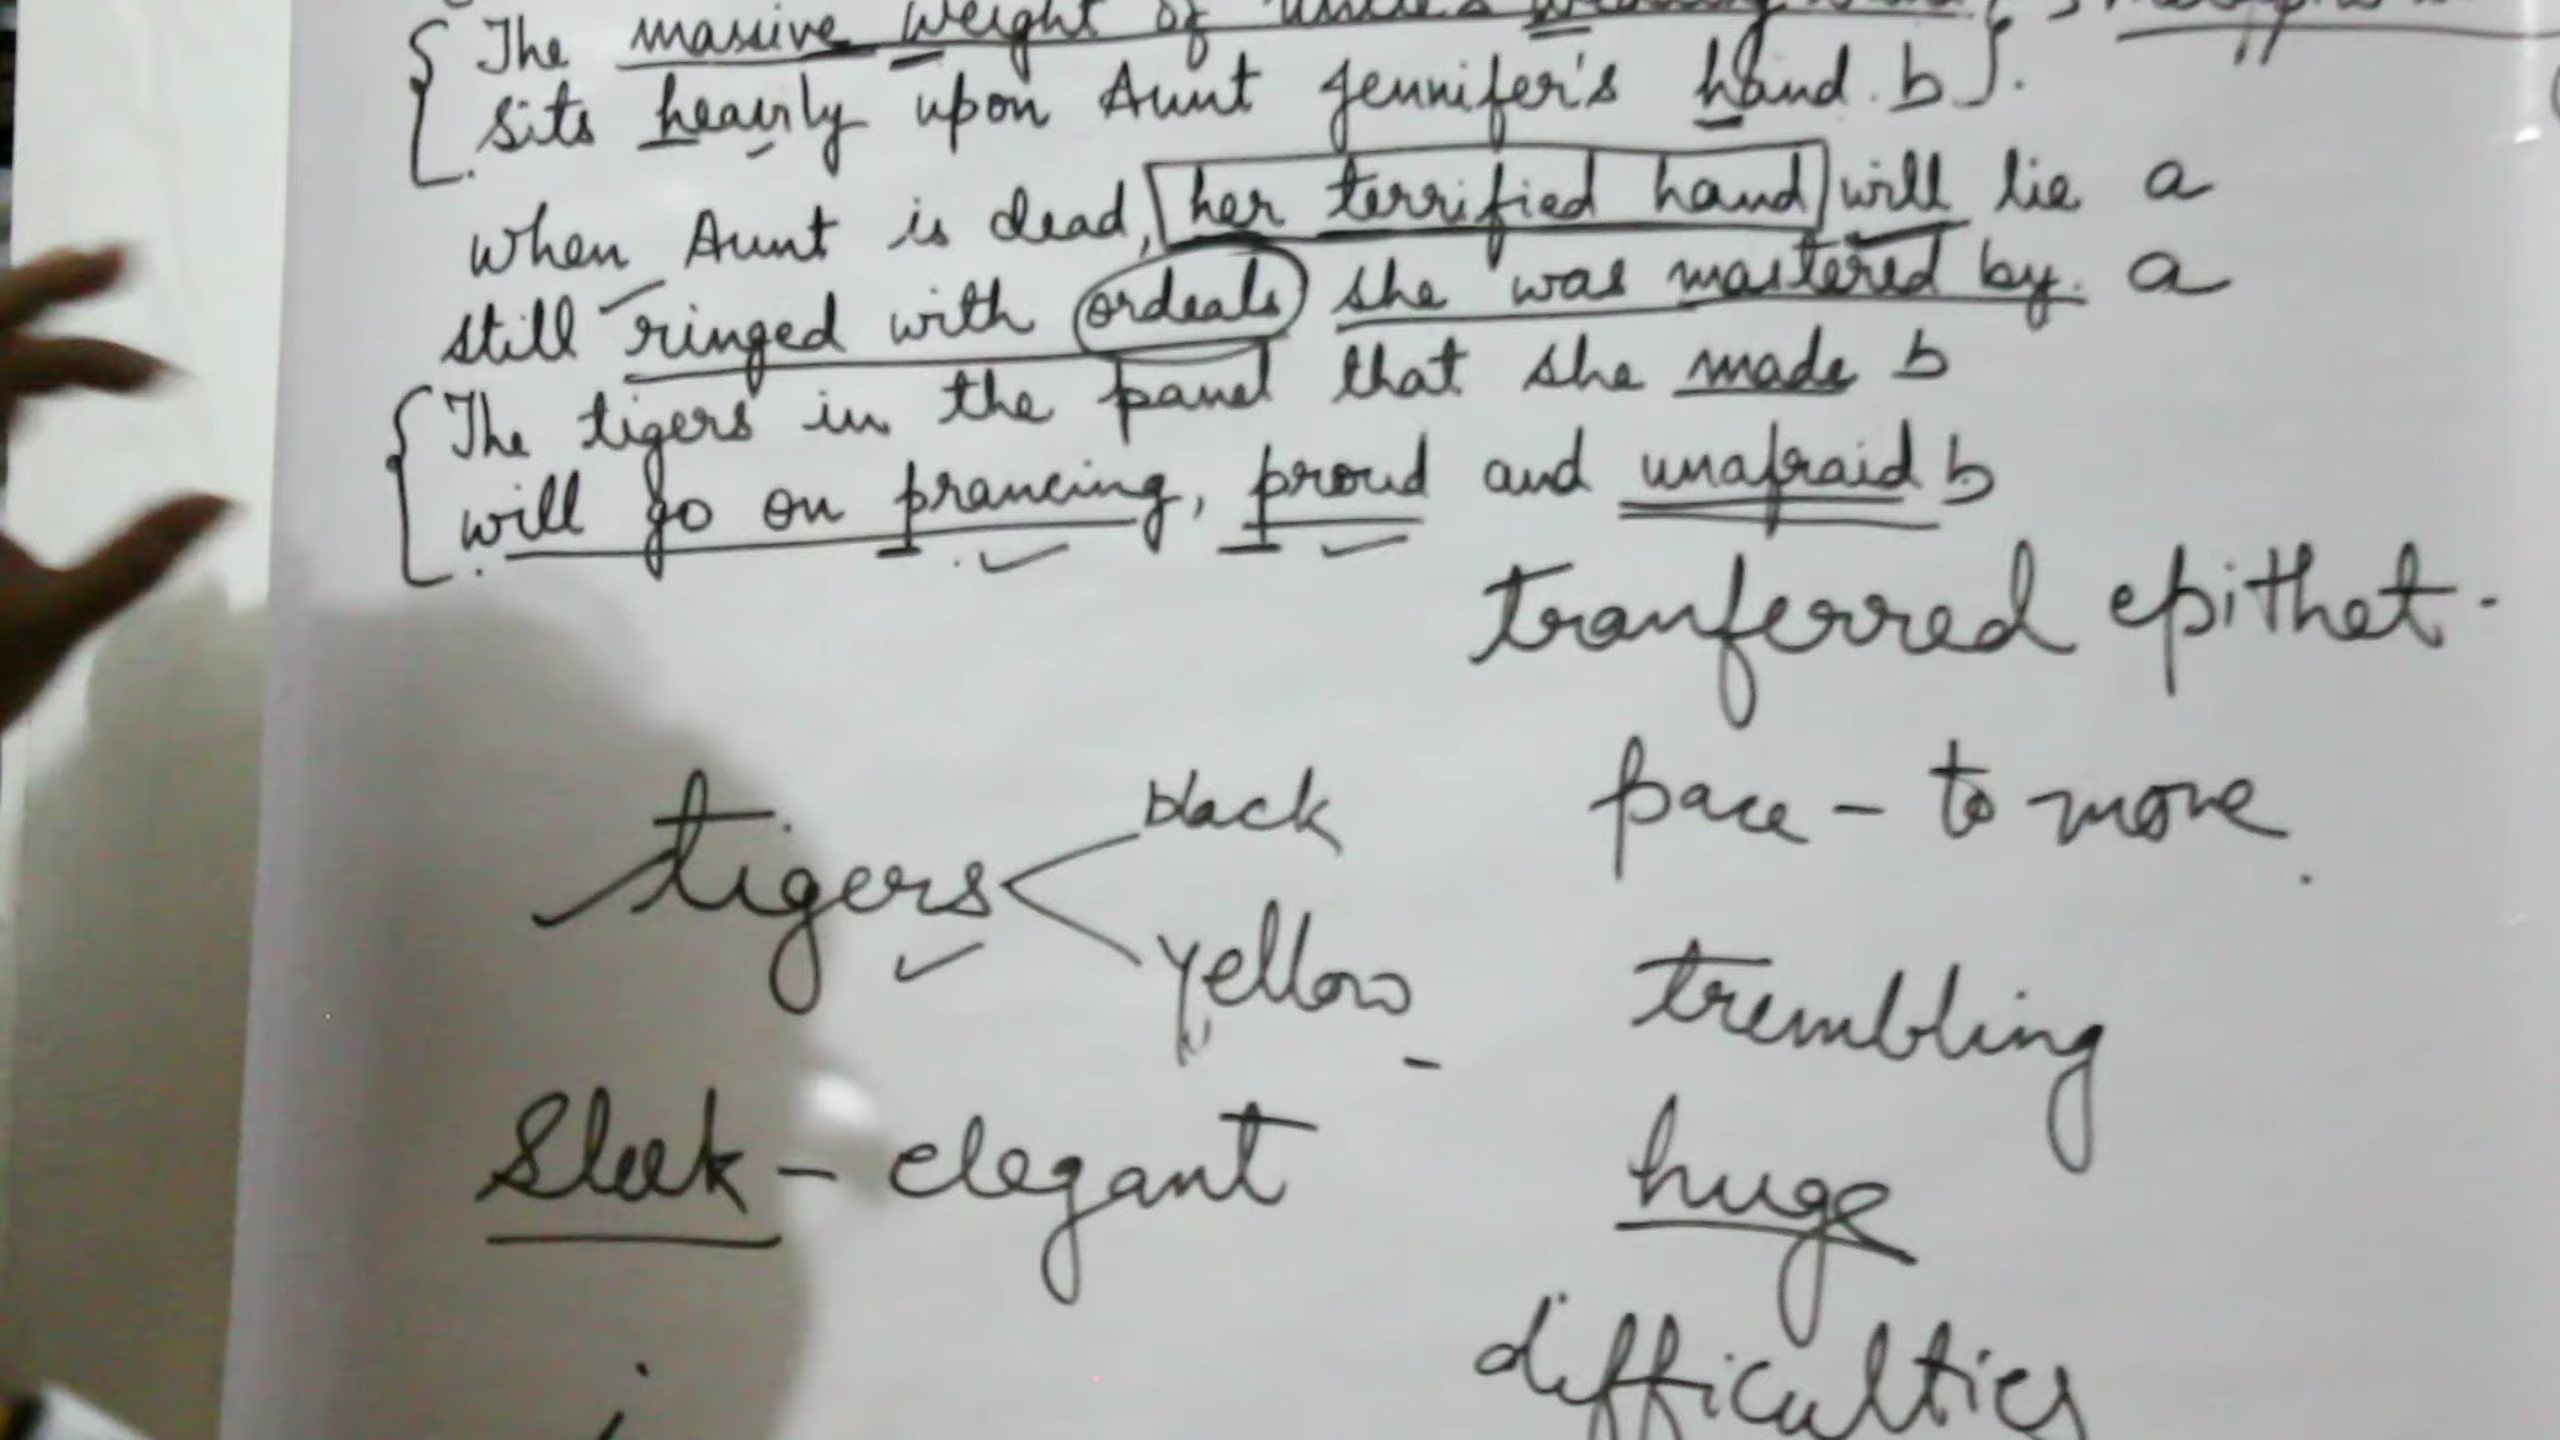 The massive weight of uncle's wedding
sits heavily upon Aunt Jennifer's hand. b
when Aunt is dead, her terrified hand will lie a
still ringed with ordeals she was mastered by. a
The tigers in the panel that she made b
will go on prancing, proud and unafraid b
tranferred epithet.
pace - to move.
tigers black
yellow
trembling
Sleek - elegant
huge
difficulties